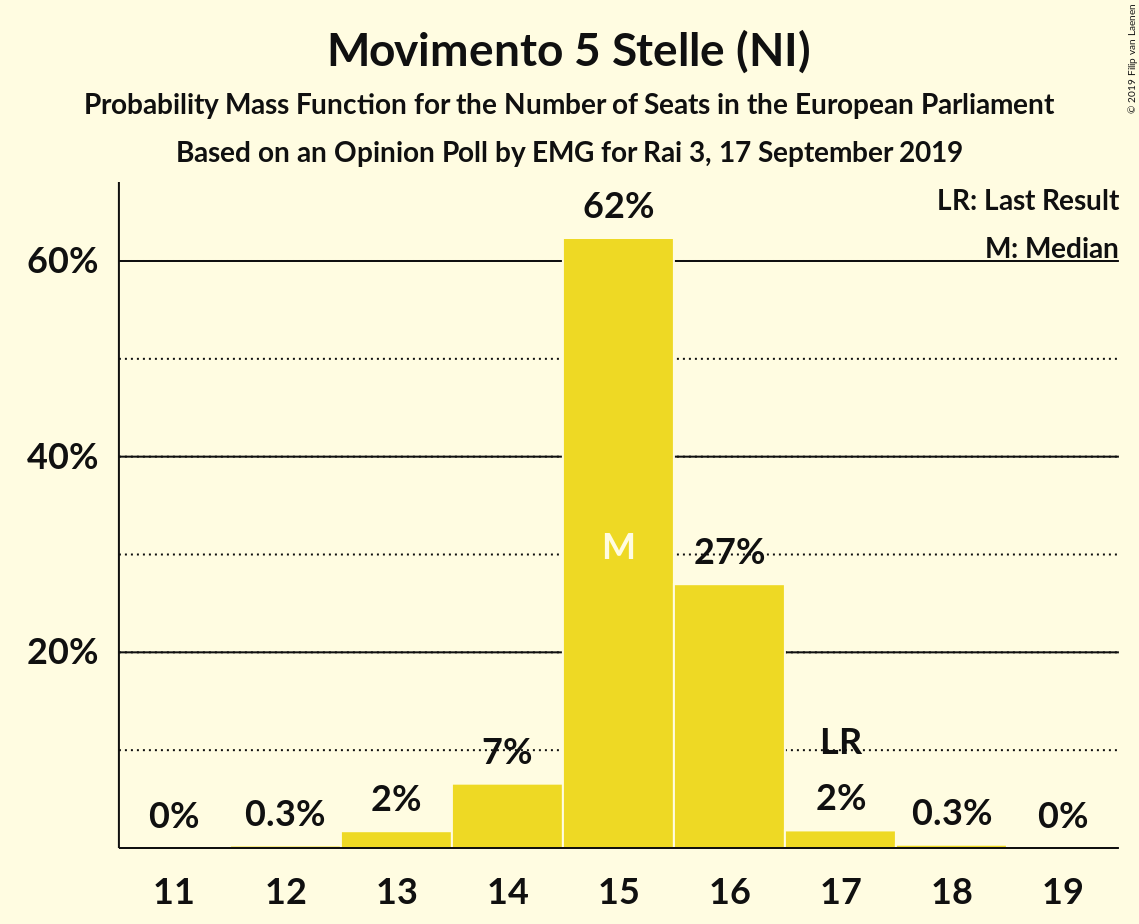 Movimento 5 Stelle (NI)
Probability Mass Function for the Number of Seats in the European Parliament
Based on an Opinion Poll by EMG for Rai 3, 17 September 2019
© 2019 Filip van Laenen
LR: Last Result
M: Median
60%
40%
20%
0%
0.3%
2%
7%
62%
M
27%
LR
2%
0.3%
0%
11 12 13 14 15 16 17 18 19